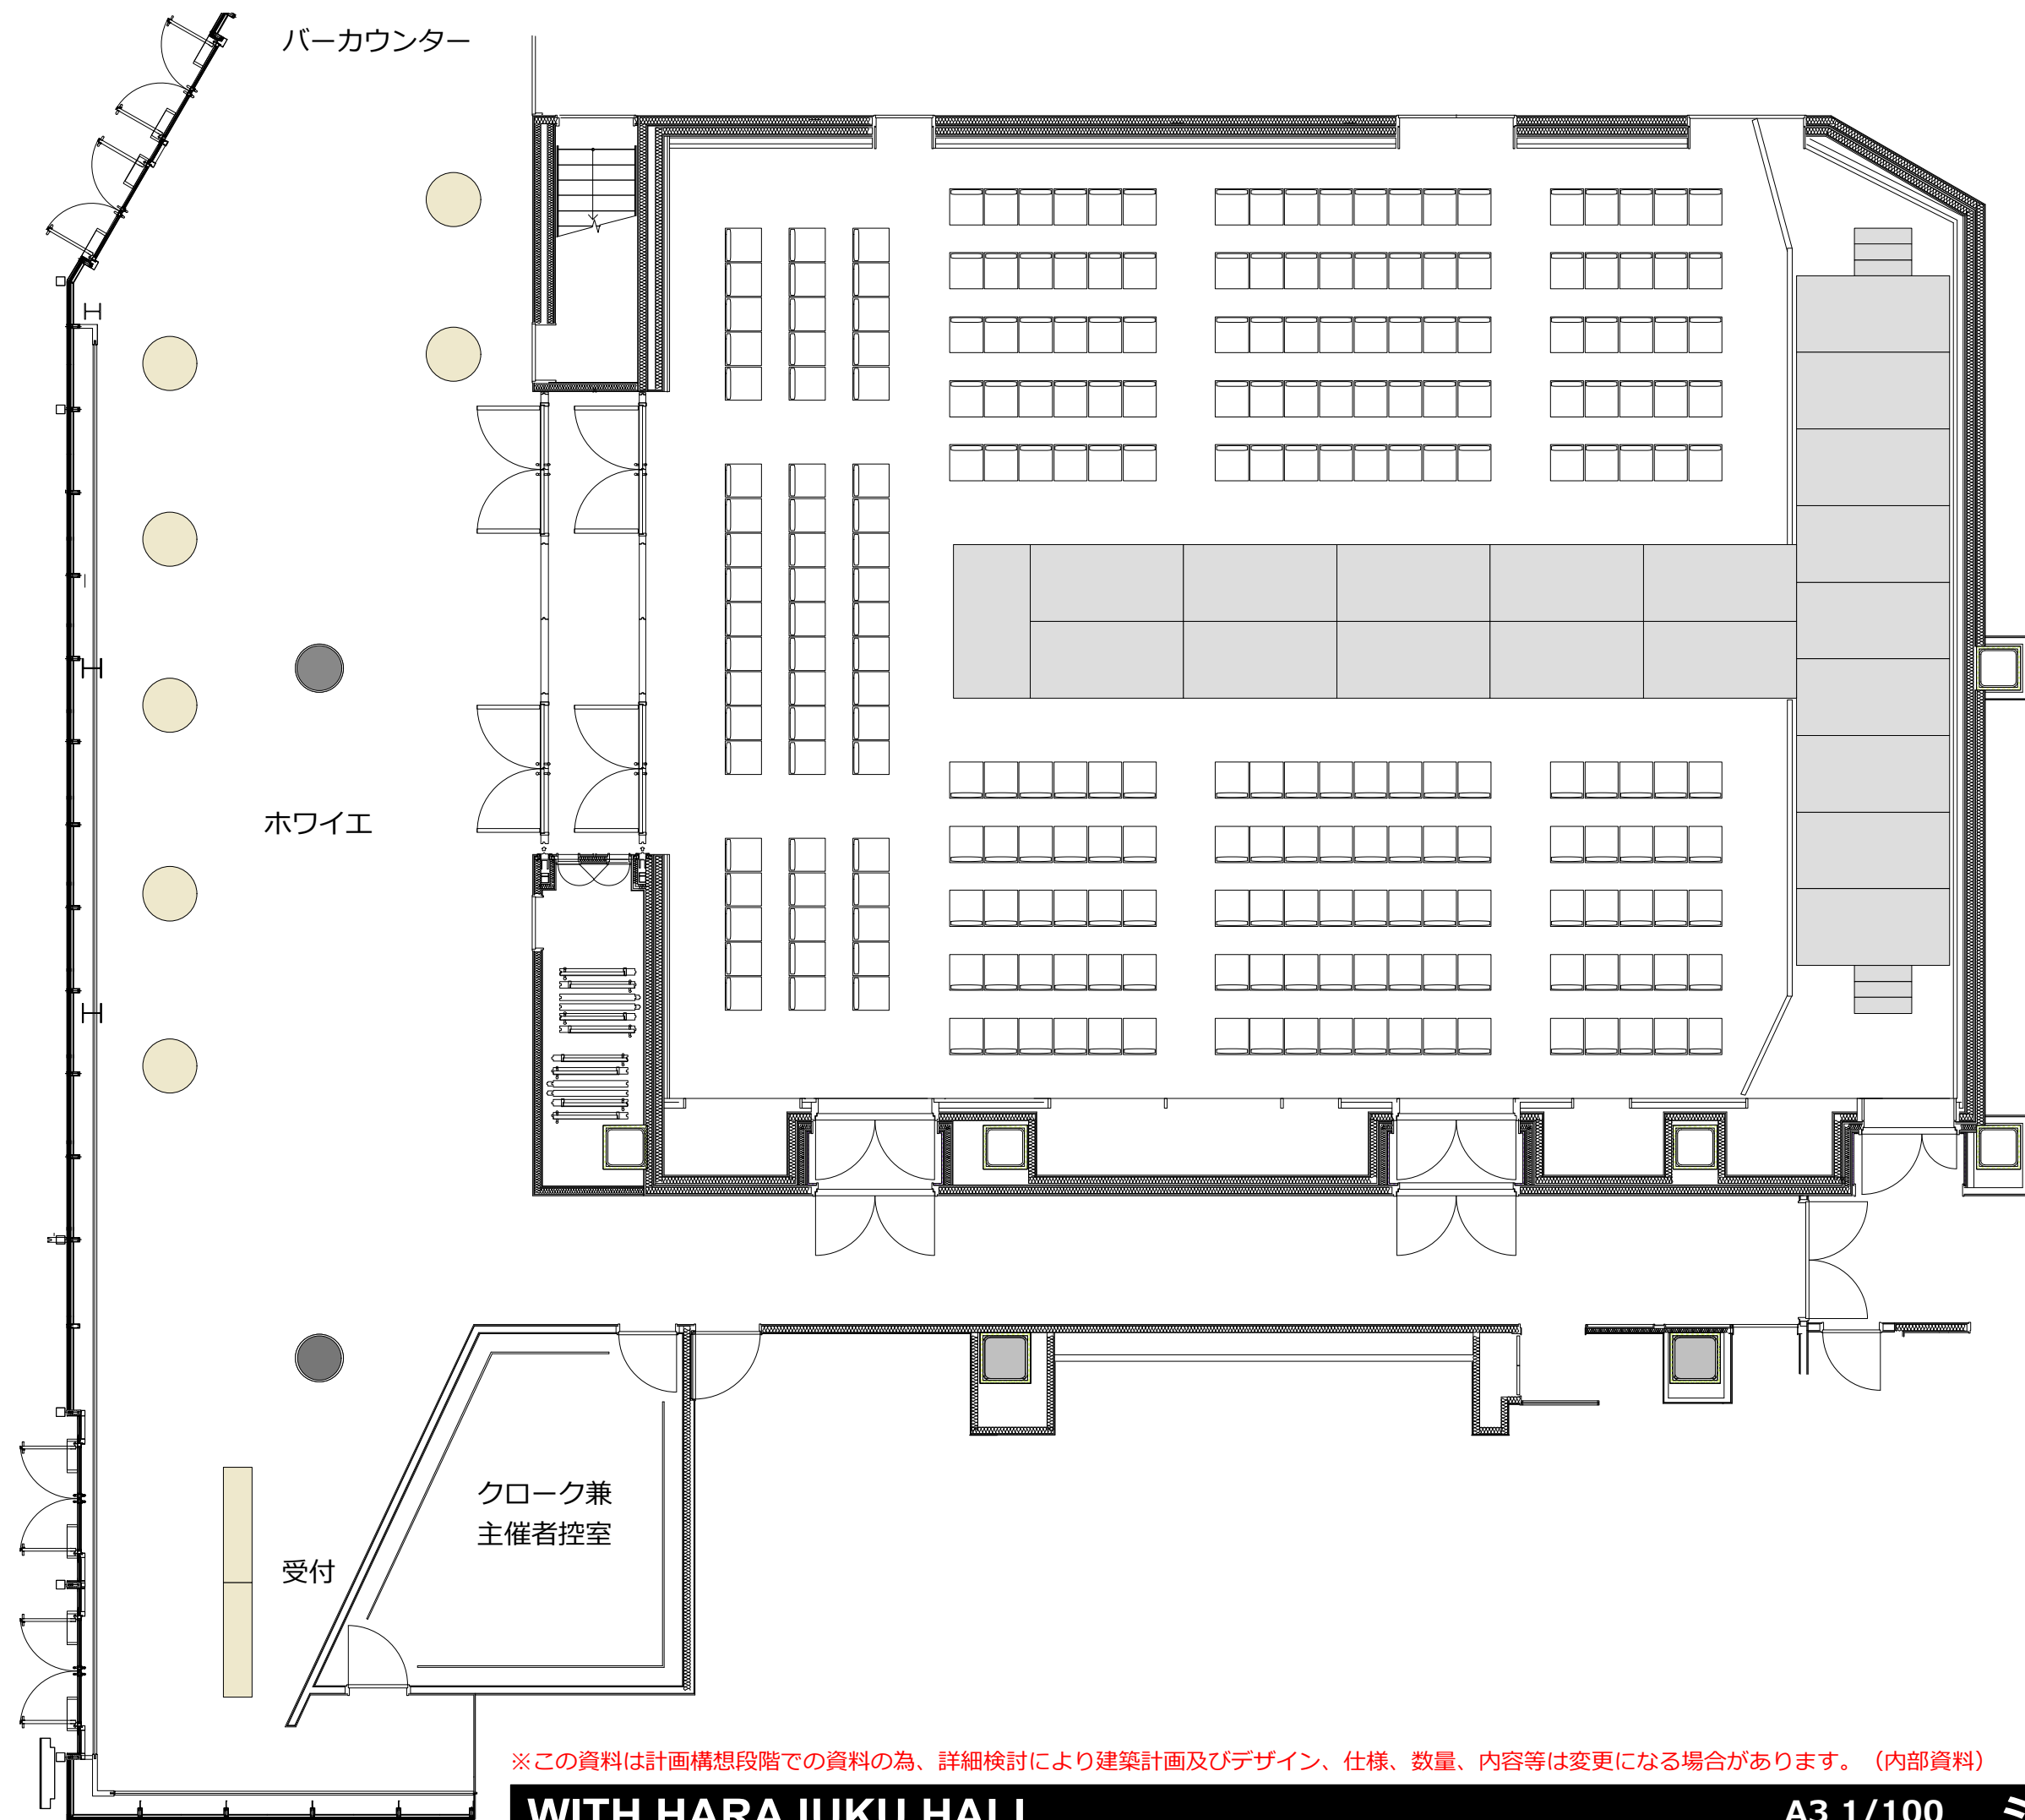 バーカウンター
ホワイエ
クローク兼
主催者控室
受付
※この資料は計画構想段階での資料の為、詳細検討により建築計画及びデザイン、仕様、数量、内容等は変更になる場合があります。（内部資料）
WITH HARAJUKU HALL
A3 1/100